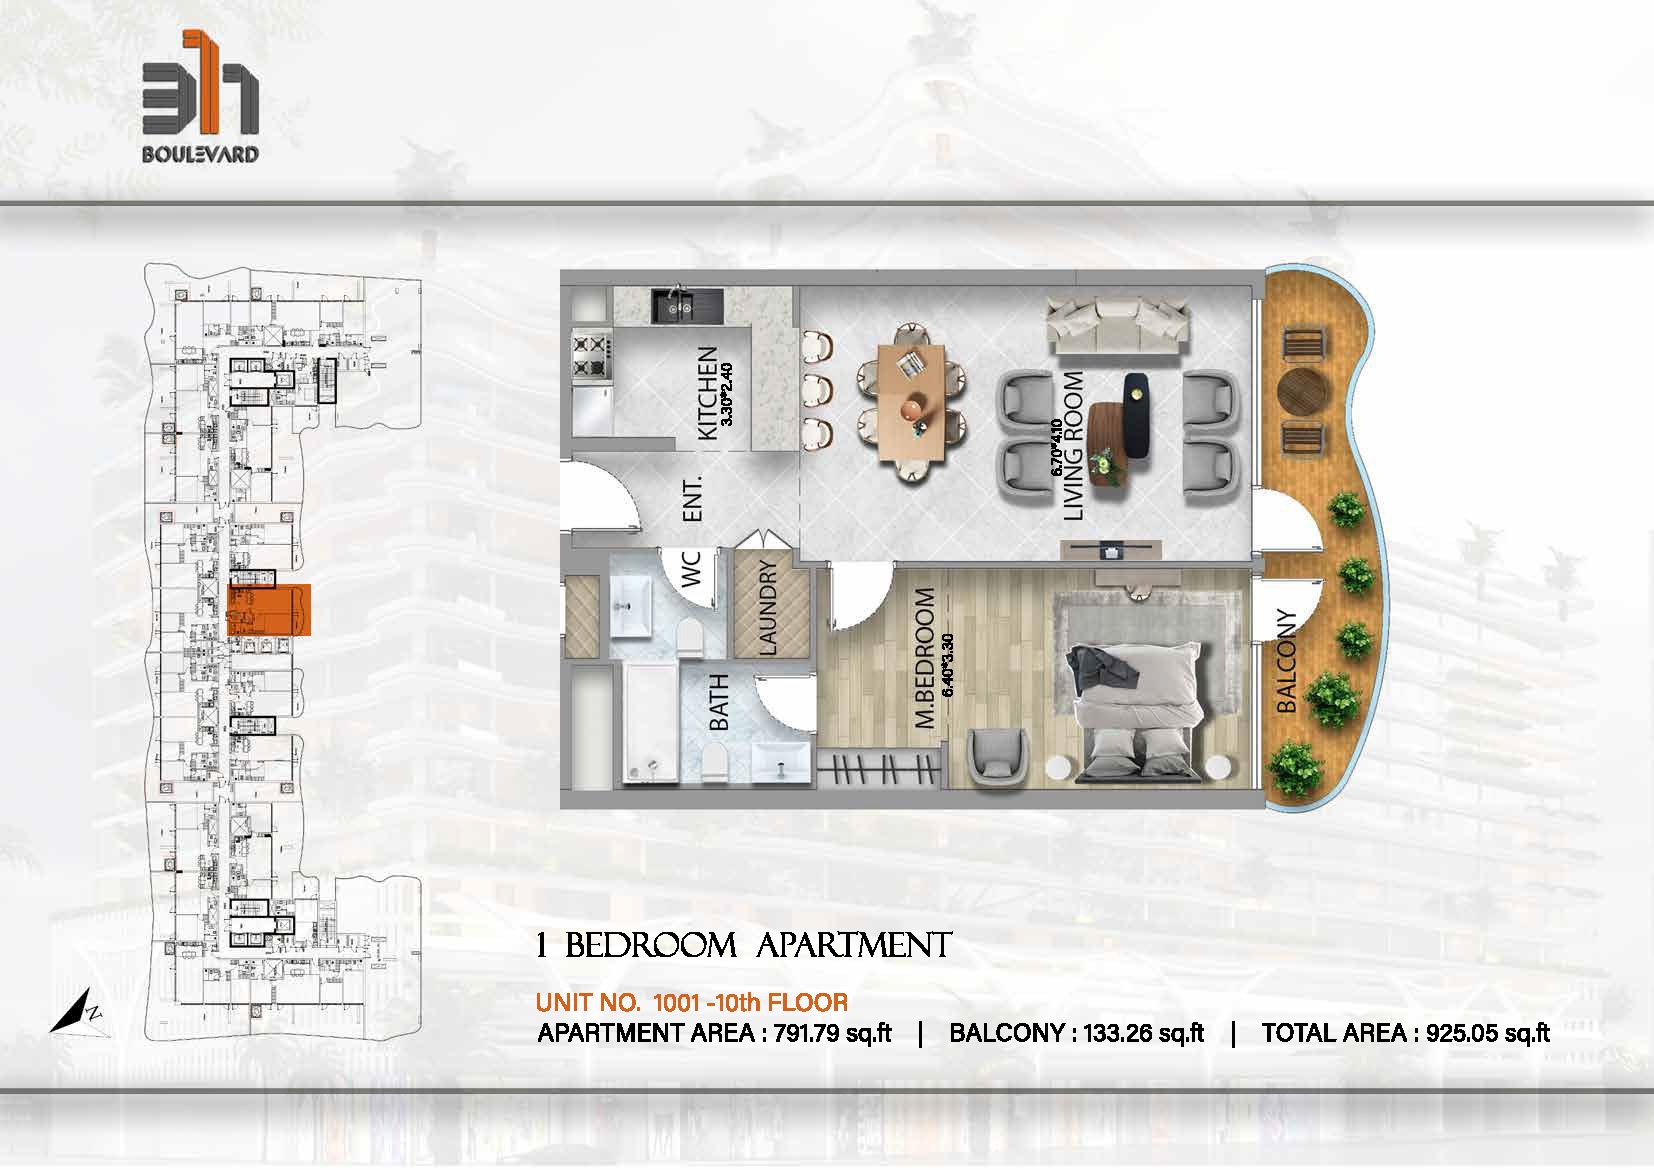 311
BOULEVARD
KITCHEN
3.30*2.40
ENT.
WC
LAUNDRY
BATH
LIVING ROOM
6.70*4.10
M.BEDROOM
6.40*3.30
BALCONY
N
1 BEDROOM APARTMENT
UNIT NO. 1001 -10th FLOOR
APARTMENT AREA : 791.79 sq.ft | BALCONY : 133.26 sq.ft | TOTAL AREA : 925.05 sq.ft